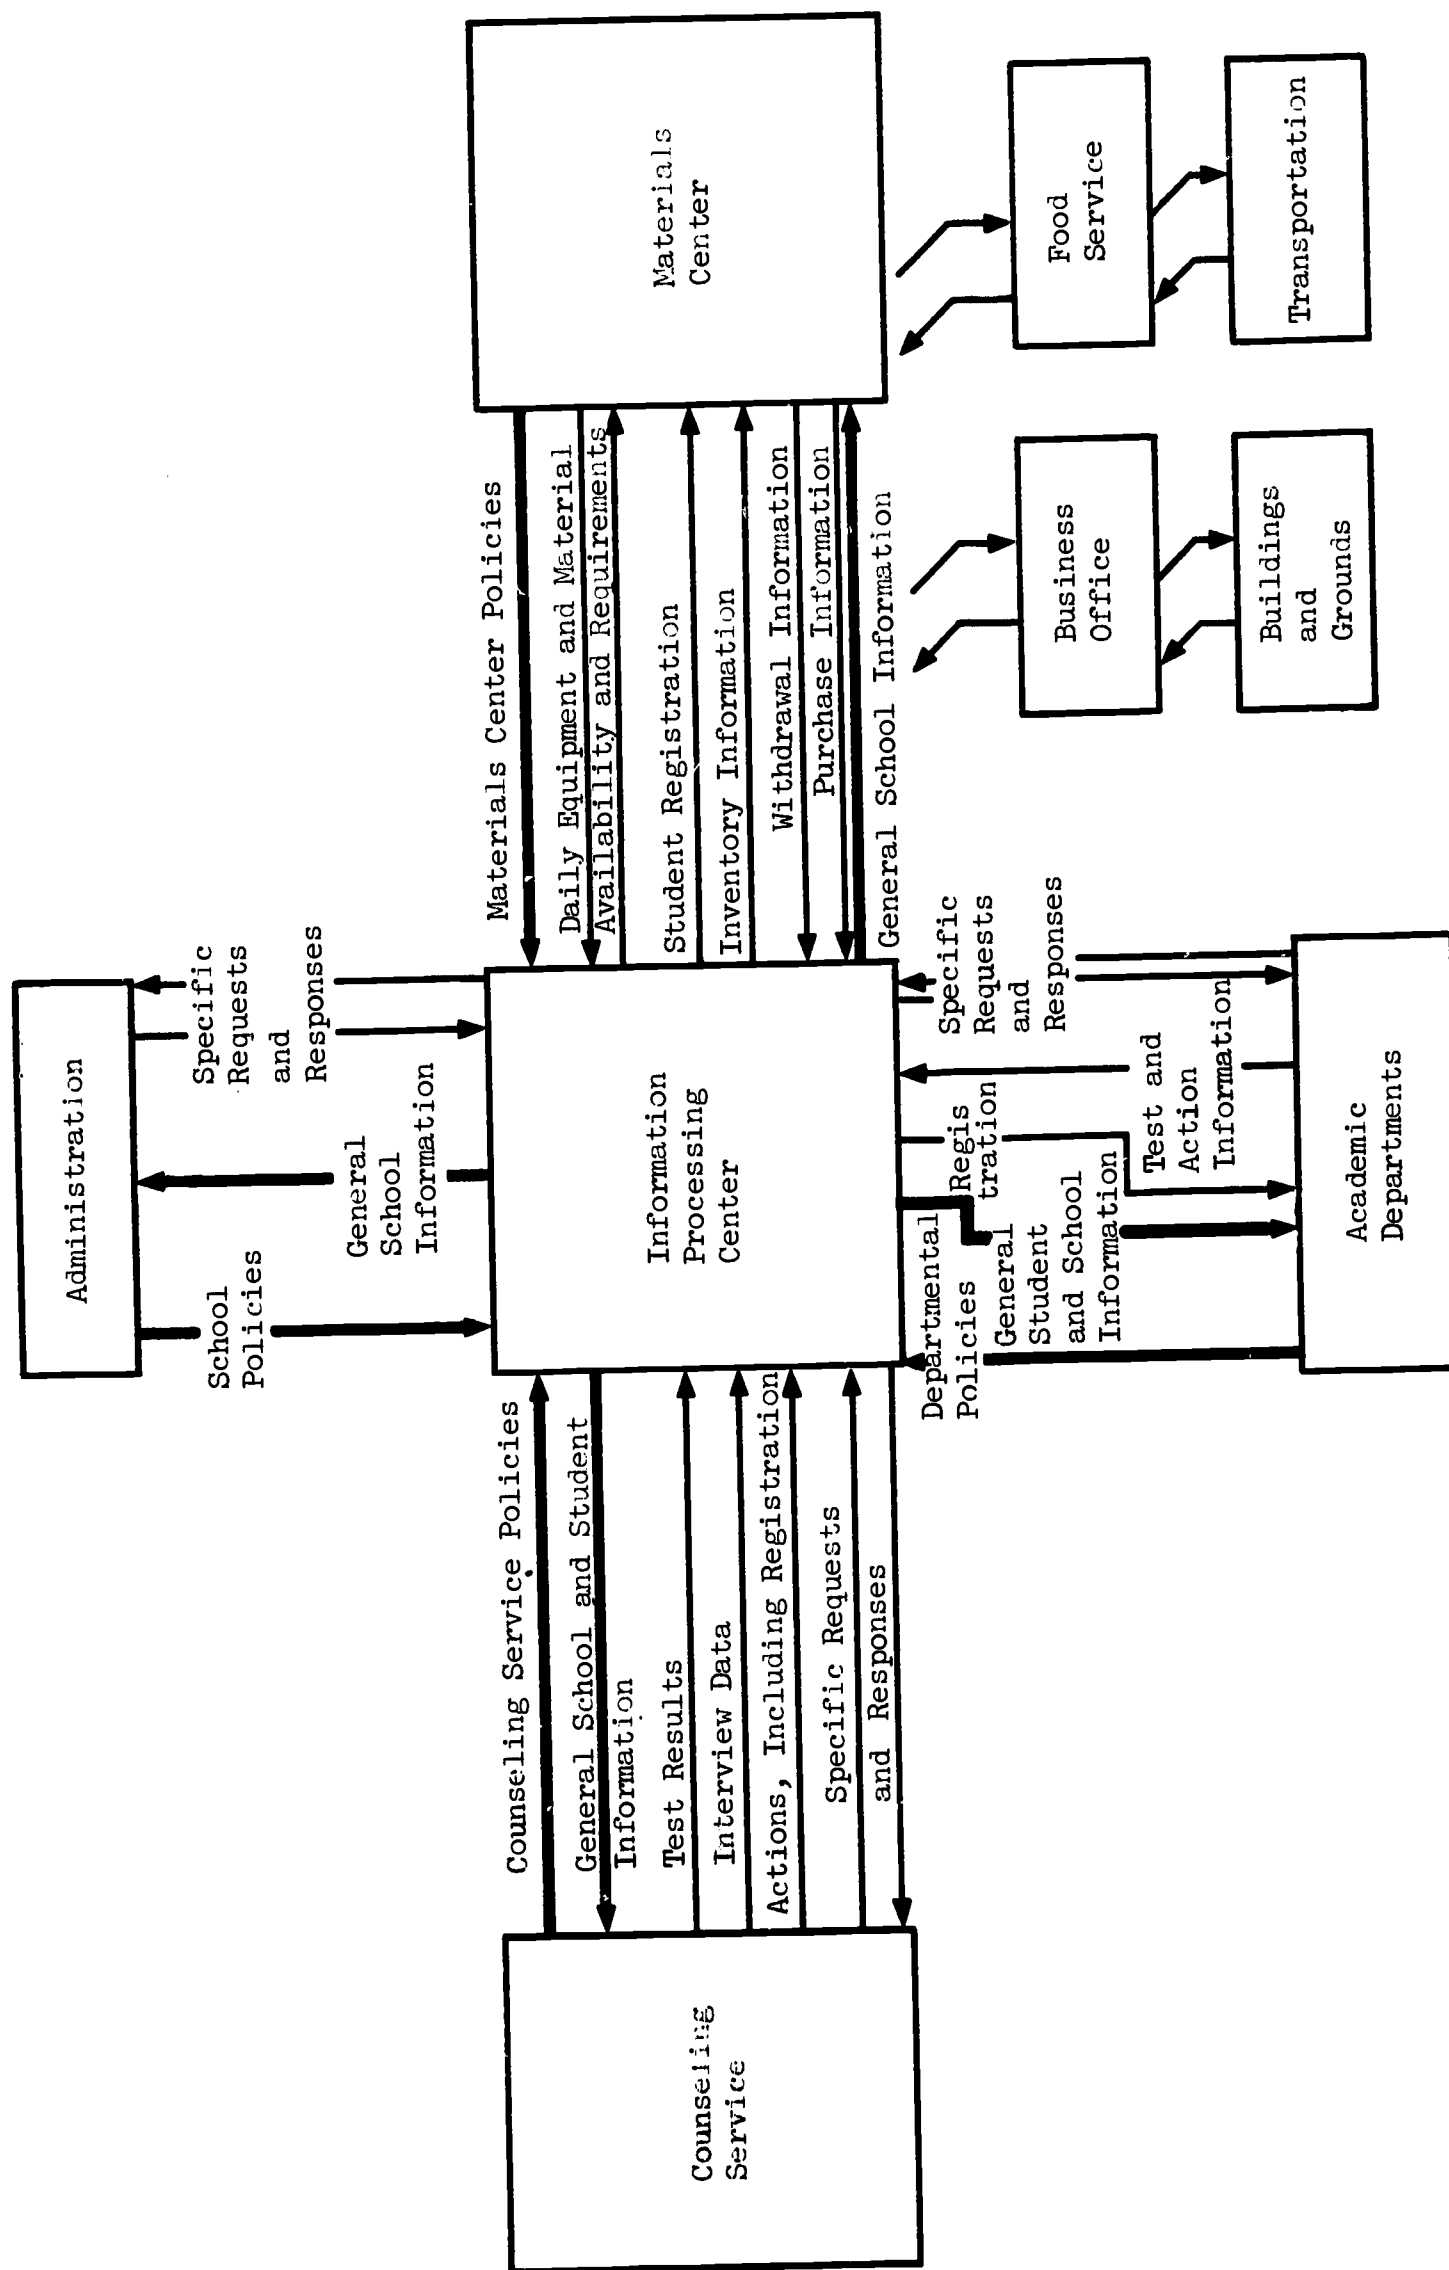 Administration
School
Policies
General
School
Information
Specific
Requests
and
Responses
Counseling
Service
Counseling Service Policies
General School and Student
Information
Test Results
Interview Data
Actions, Including Registration
Specific Requests
and Responses
Information
Processing
Center
Materials Center Policies
Daily Equipment and Material
Availability and Requirements
Student Registration
Inventory Information
Withdrawal Information
Purchase Information
General School Information
Materials
Center
Departmental
Policies
General
Student
and School
Information
Regis
tration
Test and
Action
Information
Specific
Requests
and
Responses
Academic
Departments
Business
Office
Buildings
and
Grounds
Food
Service
Transportation